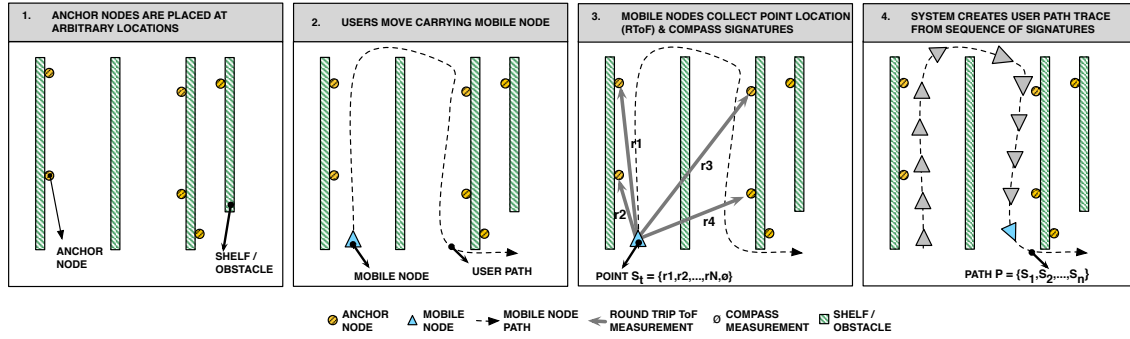 1. ANCHOR NODES ARE PLACED AT
ARBITRARY LOCATIONS
ANCHOR
NODE
SHELF /
OBSTACLE
2. USERS MOVE CARRYING MOBILE NODE
MOBILE NODE
USER PATH
3. MOBILE NODES COLLECT POINT LOCATION
(RToF) & COMPASS SIGNATURES
r1
r2
r3
r4
POINT St = {r1,r2,...,rN,ø}
4. SYSTEM CREATES USER PATH TRACE
FROM SEQUENCE OF SIGNATURES
PATH P = {S1,S2,...,Sn}
ANCHOR
NODE
MOBILE
NODE
MOBILE NODE
PATH
ROUND TRIP ToF
MEASUREMENT
ø COMPASS
MEASUREMENT
SHELF /
OBSTACLE